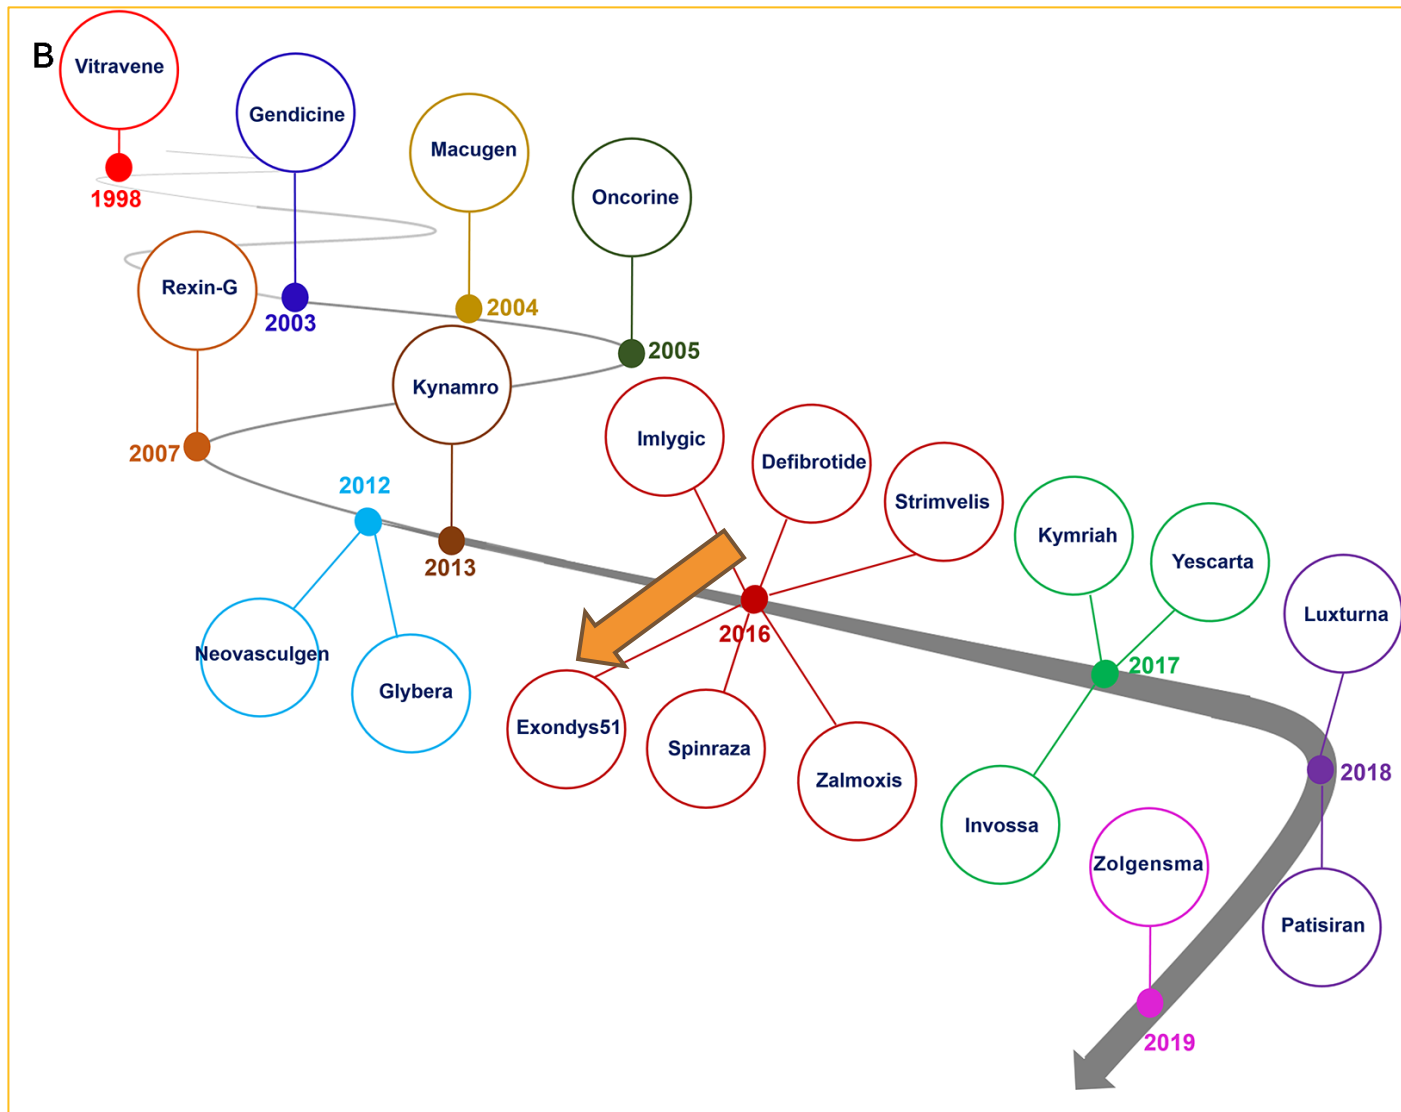 B
Vitravene
1998
Gendicine
2003
Macugen
2004
Oncorine
2005
Rexin-G
2007
2012
Neovasculgen
Glybera
Kynamro
2013
Imlygic
Defibrotide
Strimvelis
2016
Exondys51
Spinraza
Zalmoxis
Kymriah
Yescarta
2017
Invossa
Luxturna
2018
Patisiran
Zolgensma
2019